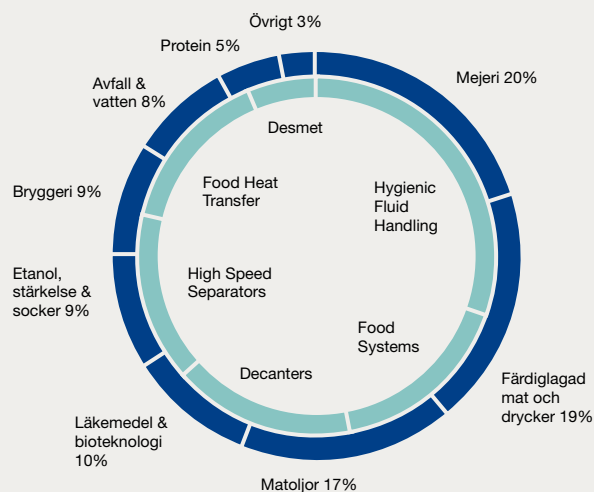 Övrigt 3%
Protein 5%
Avfall &
vatten 8%
Bryggeri 9%
Etanol,
stärkelse &
socker 9%
Läkemedel &
bioteknologi
10%
Matoljor 17%
Färdiglagad
mat och
drycker 19%
Mejeri 20%
Desmet
Food Heat
Transfer
High Speed
Separators
Decanters
Food
Systems
Hygienic
Fluid
Handling